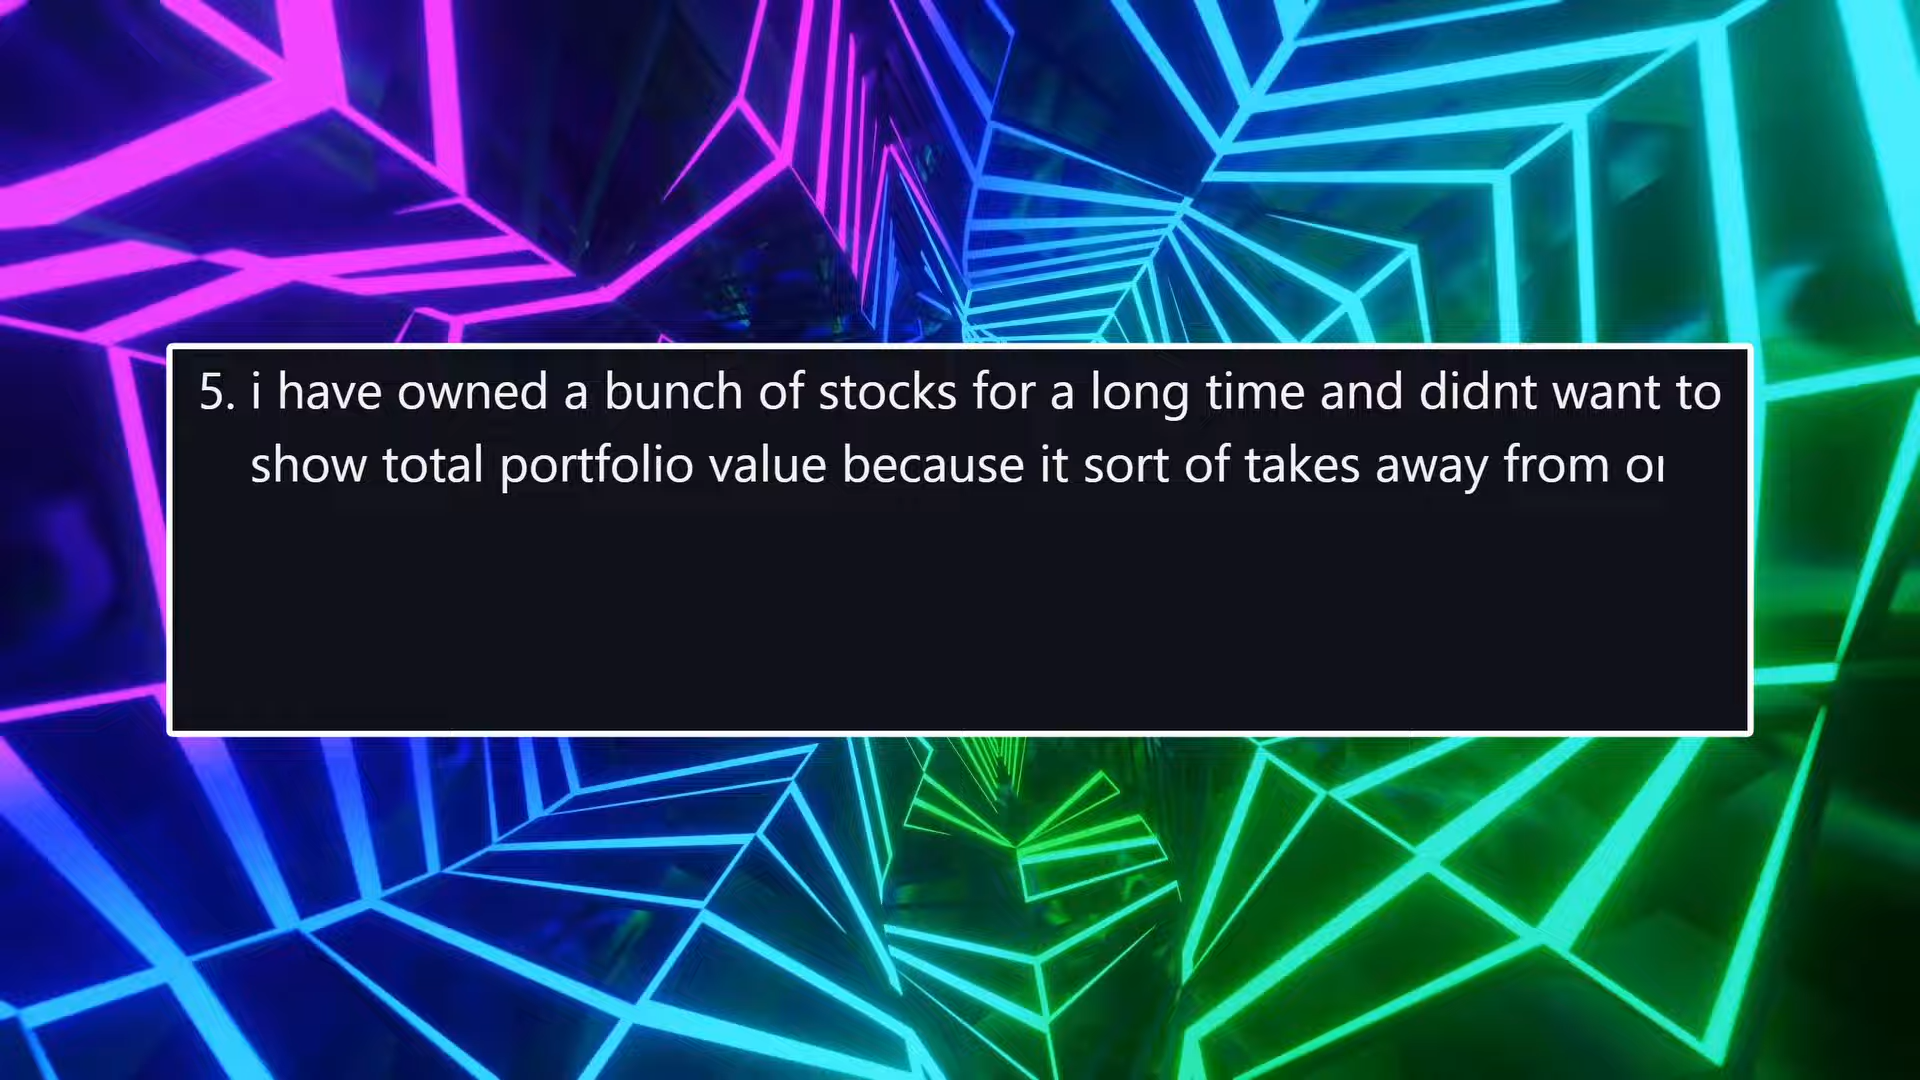 5. i have owned a bunch of stocks for a long time and didnt want to
show total portfolio value because it sort of takes away from